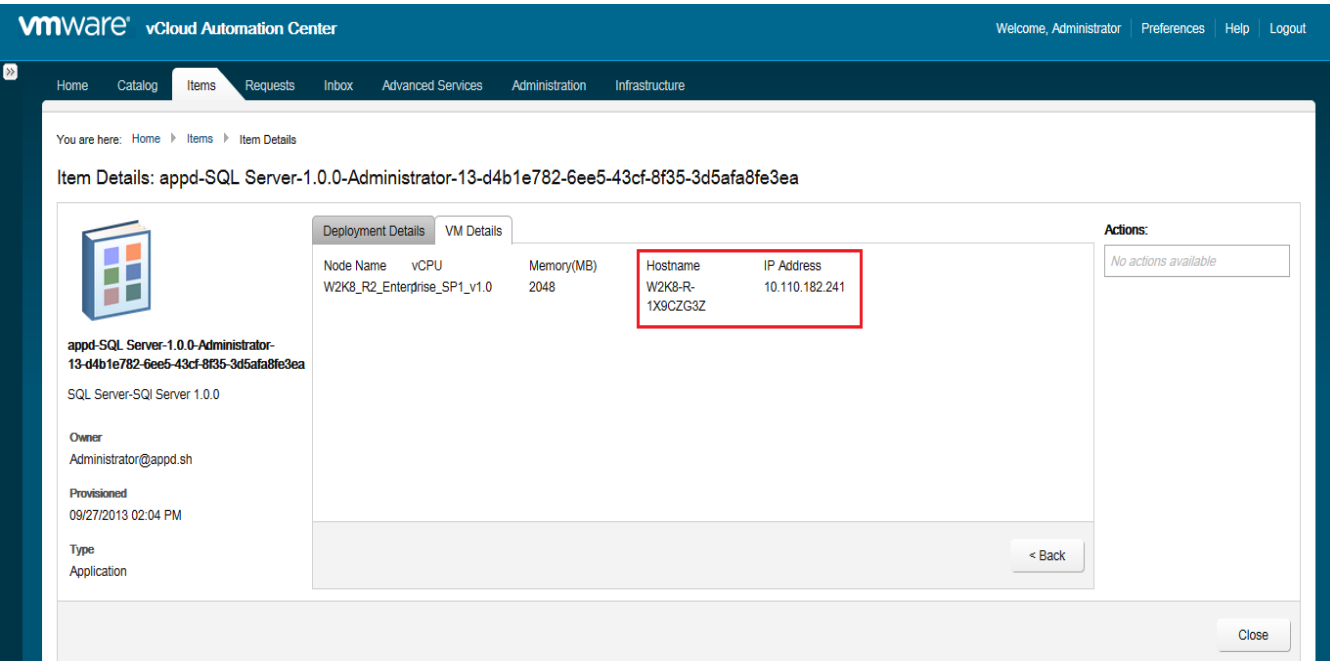 vmware® vCloud Automation Center
Welcome, Administrator Preferences Help Logout
Home Catalog Items Requests Inbox Advanced Services Administration Infrastructure
You are here: Home Items Item Details
Item Details: appd-SQL Server-1.0.0-Administrator-13-d4b1e782-6ee5-43cf-8f35-3d5afa8fe3ea
appd-SQL Server-1.0.0-Administrator-
13-d4b1e782-6ee5-43cf-8f35-3d5afa8fe3ea
SQL Server-SQl Server 1.0.0
Owner
Administrator@appd.sh
Provisioned
09/27/2013 02:04 PM
Type
Application
Deployment Details VM Details
Node Name vCPU Memory(MB) Hostname IP Address
W2K8_R2_Enterprise_SP1_v1.0 2048 W2K8-R- 10.110.182.241
1X9CZG3Z
< Back
Actions:
No actions available
Close